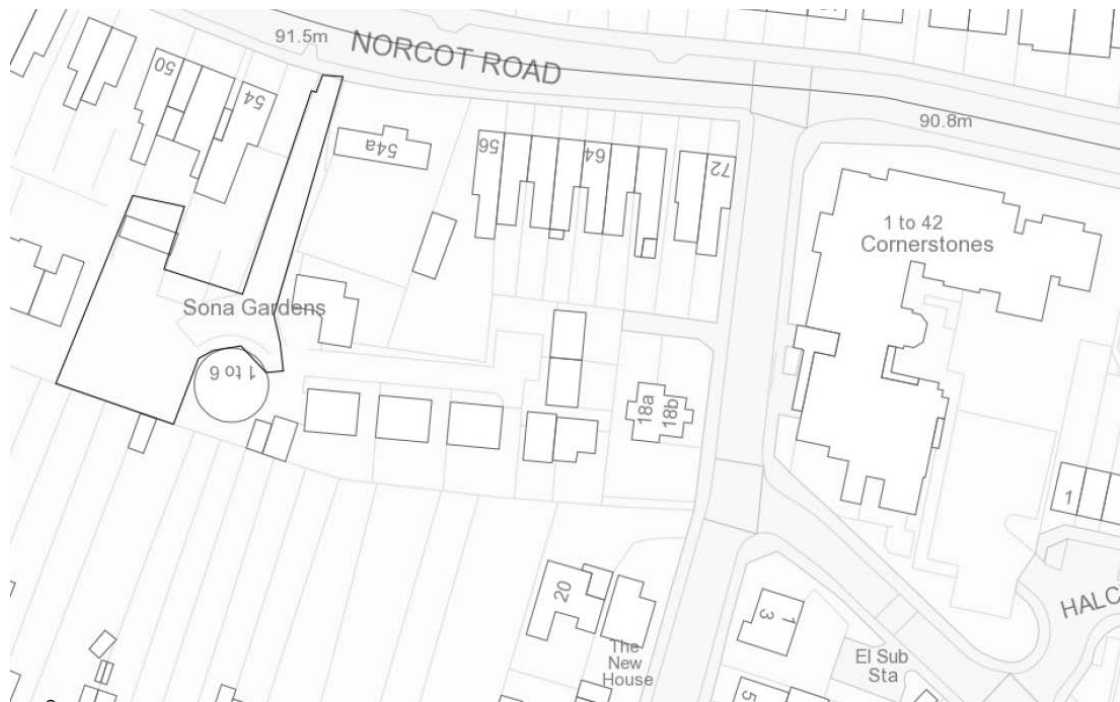 91.5m
NORCOT ROAD
90.8m
50
54
54a
56
64
72
1 to 42
Cornerstones
Sona Gardens
1 to 6
18a
18b
1
HALC
20
The
New
House
1
3
El Sub
Sta
5